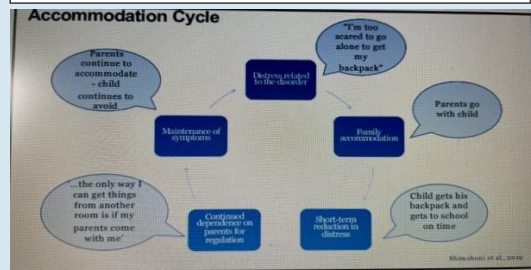 Accommodation Cycle
"I'm too
scared to go
alone to get
my
backpack"
Distress related
to the disorder
Parents go
with child
Family
accommodation
Child gets his
backpack and
gets to school
on time
Short-term
reduction in
distress
"...the only way I
can get things
from another
room is if my
parents come
with me"
Continued
dependence on
parents for
regulation
Parents
continue to
accommodate
- child
continues to
avoid
Maintenance of
symptoms
Shimshoni et al., 2019